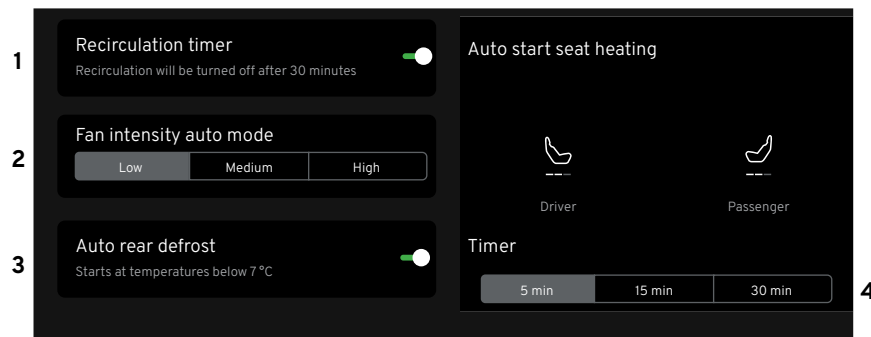 1
Recirculation timer
Recirculation will be turned off after 30 minutes
2
Fan intensity auto mode
Low Medium High
3
Auto rear defrost
Starts at temperatures below 7 °C
Auto start seat heating
Driver Passenger
Timer
5 min 15 min 30 min
4